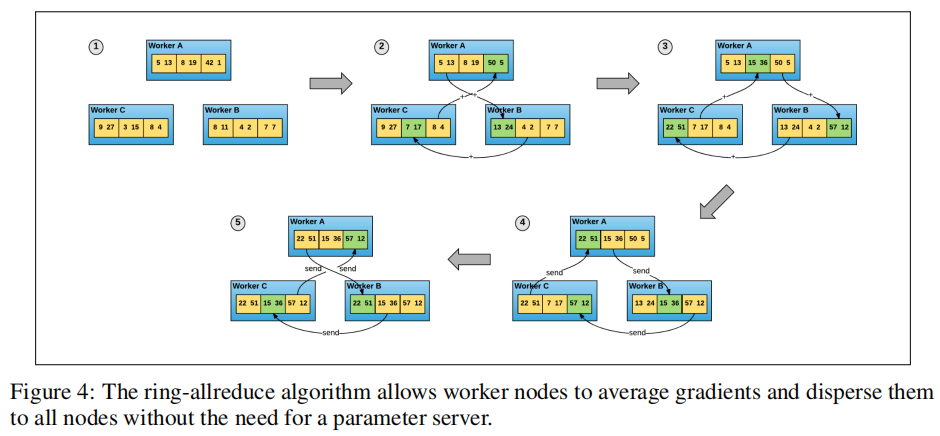 1
Worker A
5 13 8 19 42 1
Worker C
9 27 3 15 8 4
Worker B
8 11 4 2 7 7
2
Worker A
5 13 8 19 50 5
+ +
Worker C
9 27 7 17 8 4
Worker B
13 24 4 2 7 7
+
3
Worker A
5 13 15 36 50 5
+ +
Worker C
22 51 7 17 8 4
Worker B
13 24 4 2 57 12
+
5
Worker A
22 51 15 36 57 12
send send
Worker C
22 51 15 36 57 12
Worker B
22 51 15 36 57 12
send
4
Worker A
22 51 15 36 50 5
send send
Worker C
22 51 7 17 57 12
Worker B
13 24 15 36 57 12
send
Figure 4: The ring-allreduce algorithm allows worker nodes to average gradients and disperse them
to all nodes without the need for a parameter server.